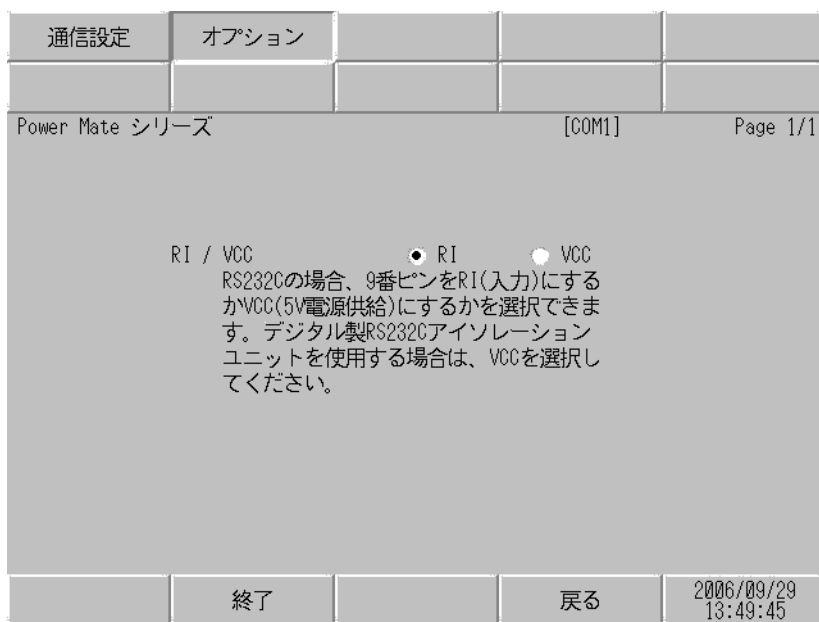 通信設定 オプション
Power Mate シリーズ [COM1] Page 1/1
RI / VCC RI VCC
RS232Cの場合、9番ピンをRI(入力)にする
かVCC(5V電源供給)にするかを選択できま
す。デジタル製RS232Cアイソレーション
ユニットを使用する場合は、VCCを選択し
てください。
終了 戻る 2006/09/29
13:49:45